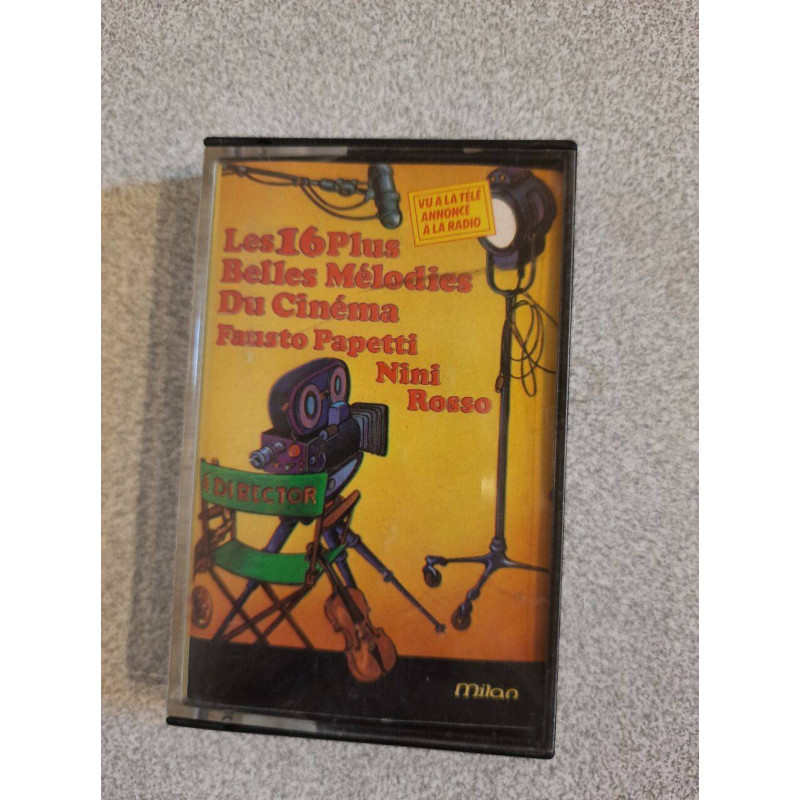 VU A LA TÉLÉ
ANNONCÉ
À LA RADIO
Les 16 Plus
Belles Mélodies
Du Cinéma
Fausto Papetti
Nini
Rosso
DIRECTOR
Milan